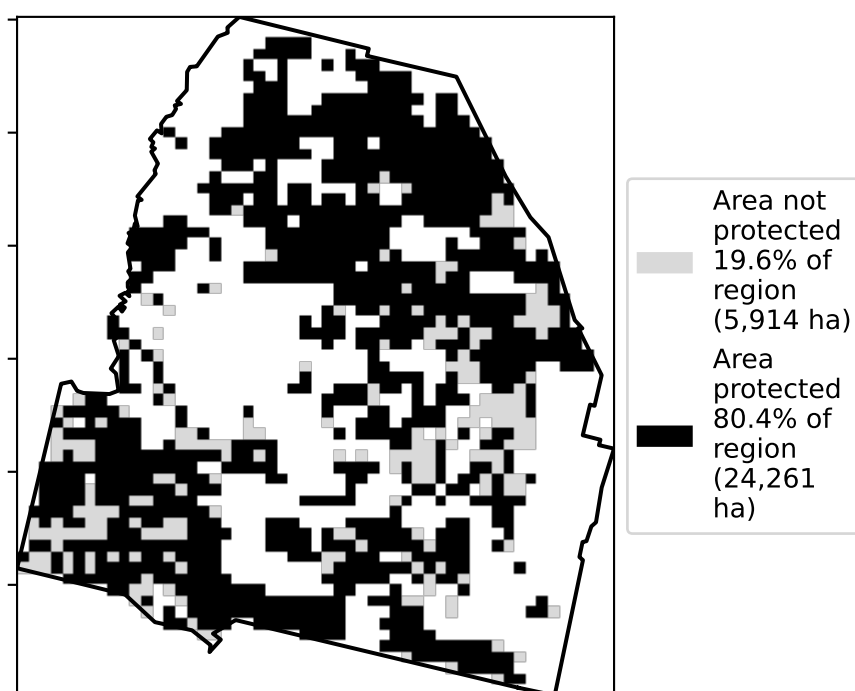 Area not
protected
19.6% of
region
(5,914 ha)
Area
protected
80.4% of
region
(24,261
ha)